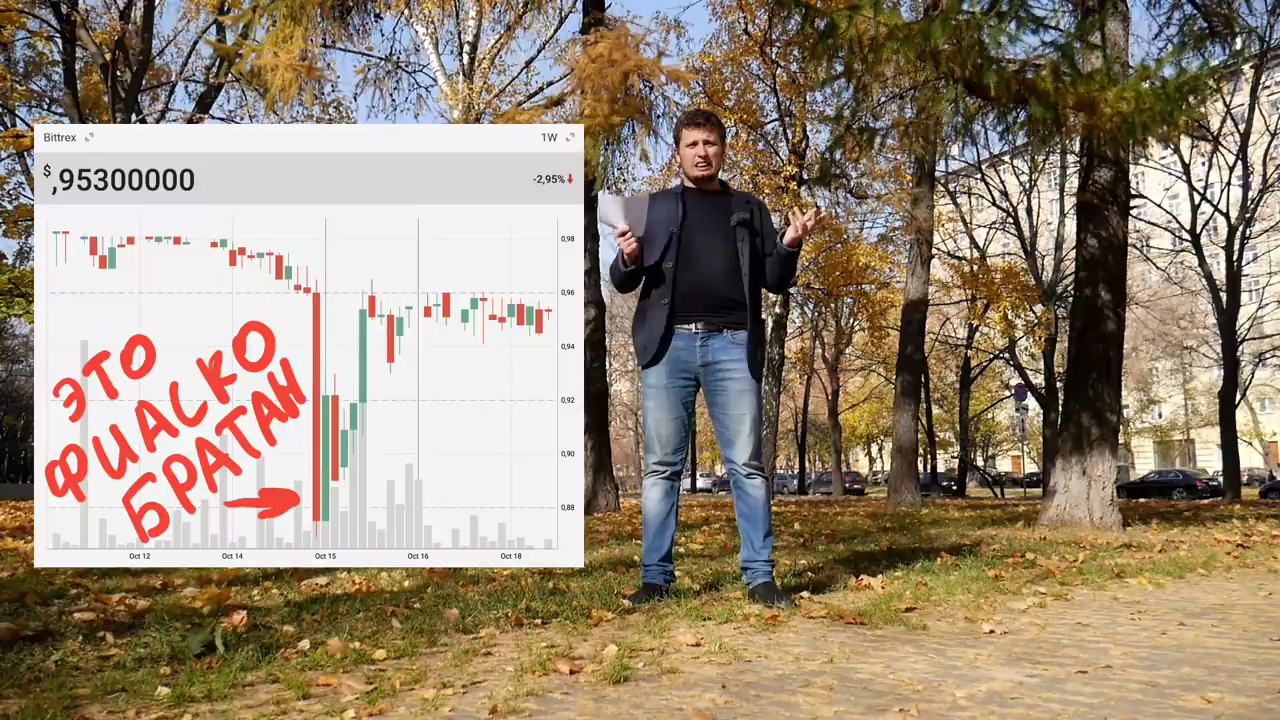 Bittrex
1W
$,95300000
-2,95%
0,98
0,96
0,94
0,92
0,90
0,88
ЭТО
ФИАСКО
БРАТАН
Oct 12
Oct 14
Oct 15
Oct 16
Oct 18